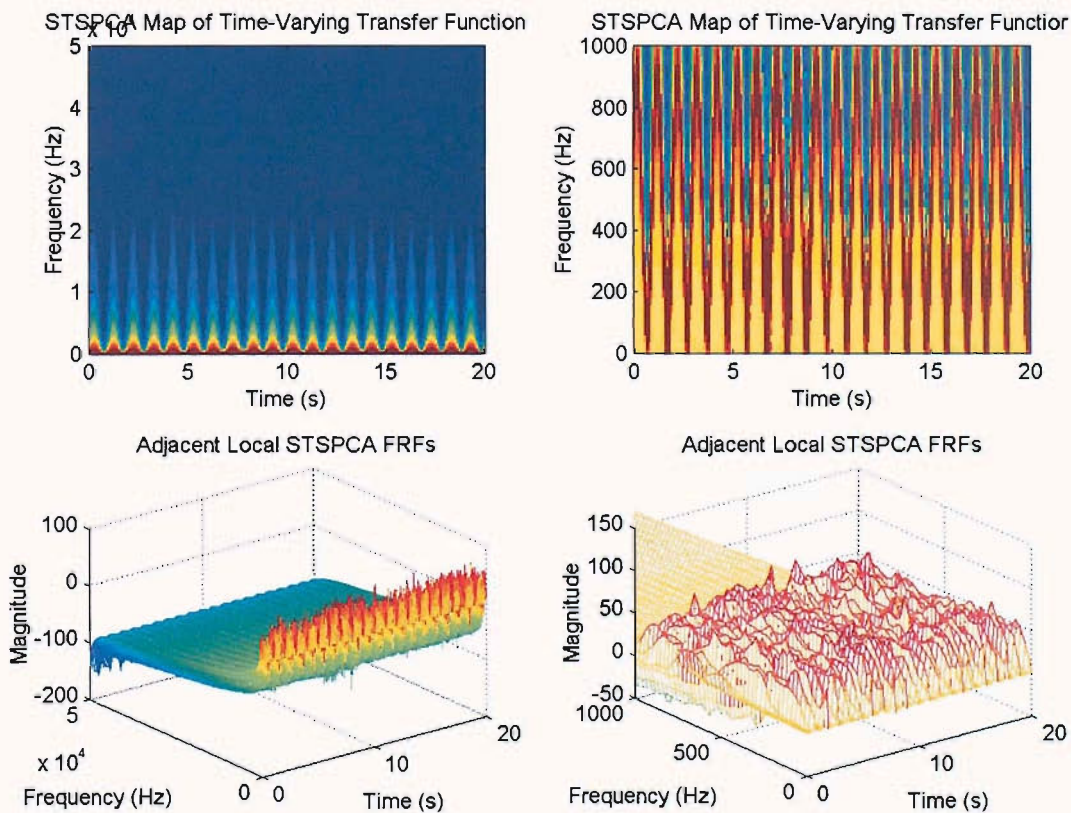 STSPCA Map of Time-Varying Transfer Function
x 10
5
4
3
2
1
0
Frequency (Hz)
0 5 10 15 20
Time (s)
STSPCA Map of Time-Varying Transfer Function
1000
800
600
400
200
0
Frequency (Hz)
0 5 10 15 20
Time (s)
Adjacent Local STSPCA FRFs
100
0
-100
-200
Magnitude
5
x 10^4
0
Frequency (Hz)
0
10
20
Time (s)
Adjacent Local STSPCA FRFs
150
100
50
0
-50
Magnitude
1000
500
0
Frequency (Hz)
0
10
20
Time (s)